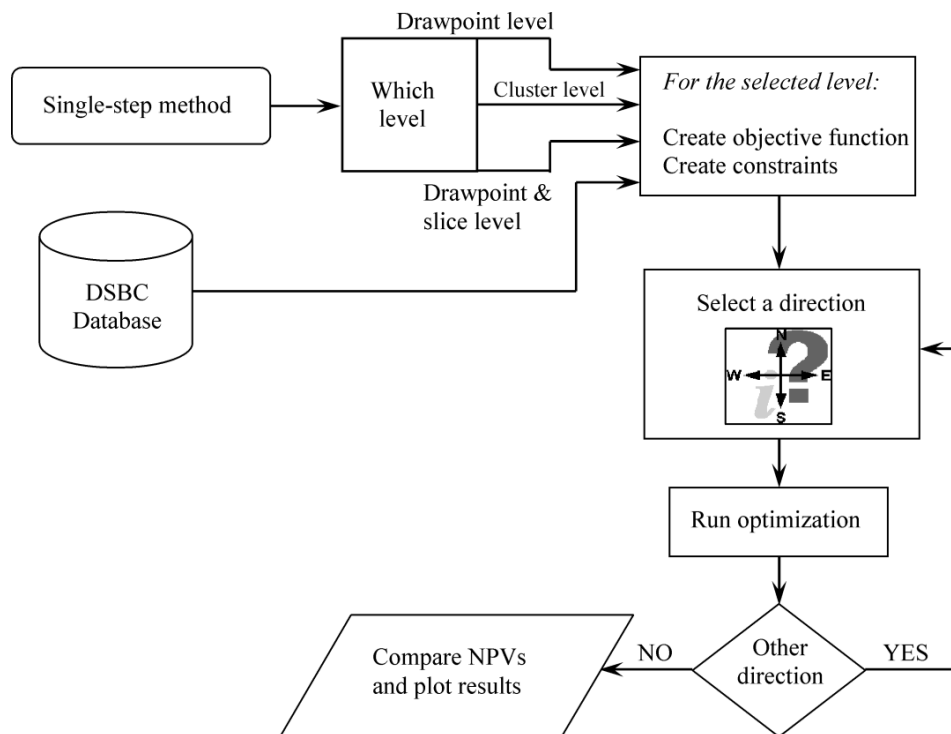 Drawpoint level
Single-step method
Which
level
Cluster level
Drawpoint &
slice level
For the selected level:
Create objective function
Create constraints
DSBC
Database
Select a direction
N
W
E
S
i?
Run optimization
Other
direction
NO
YES
Compare NPVs
and plot results